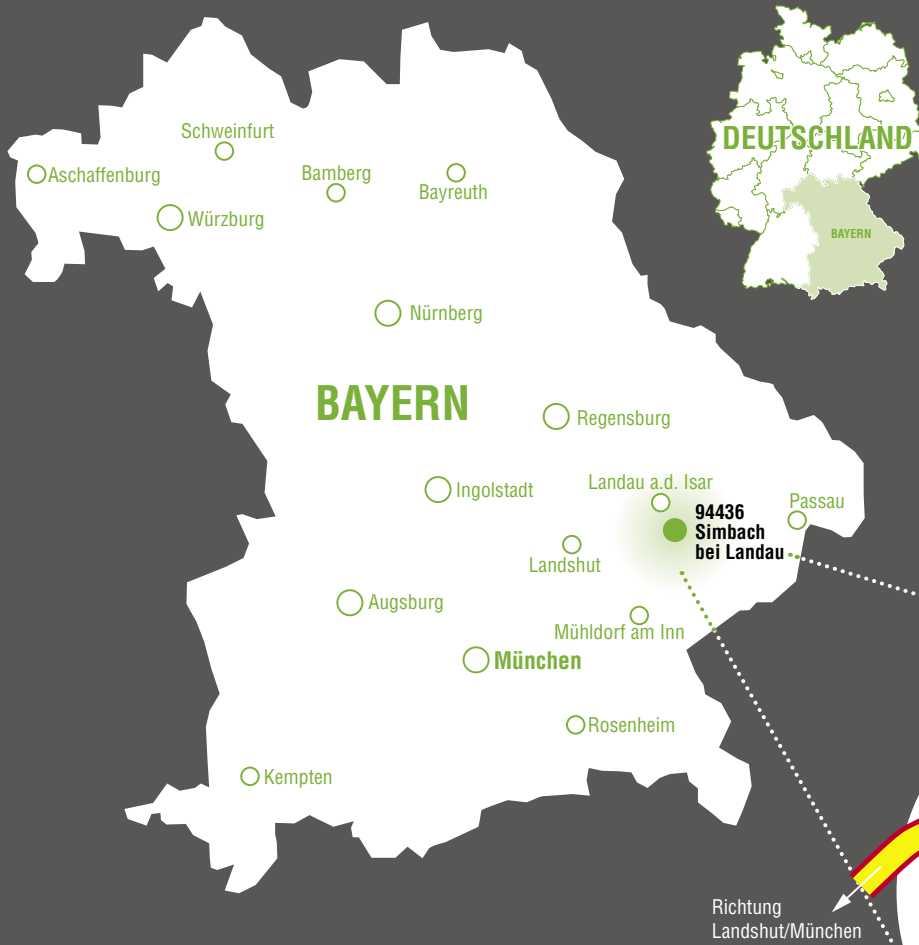 DEUTSCHLAND
BAYERN
Schweinfurt
Aschaffenburg
Bamberg
Bayreuth
Würzburg
Nürnberg
BAYERN
Regensburg
Ingolstadt
Landau a.d. Isar
Passau
94436
Simbach
bei Landau
Landshut
Augsburg
Mühldorf am Inn
München
Rosenheim
Kempten
Richtung
Landshut/München